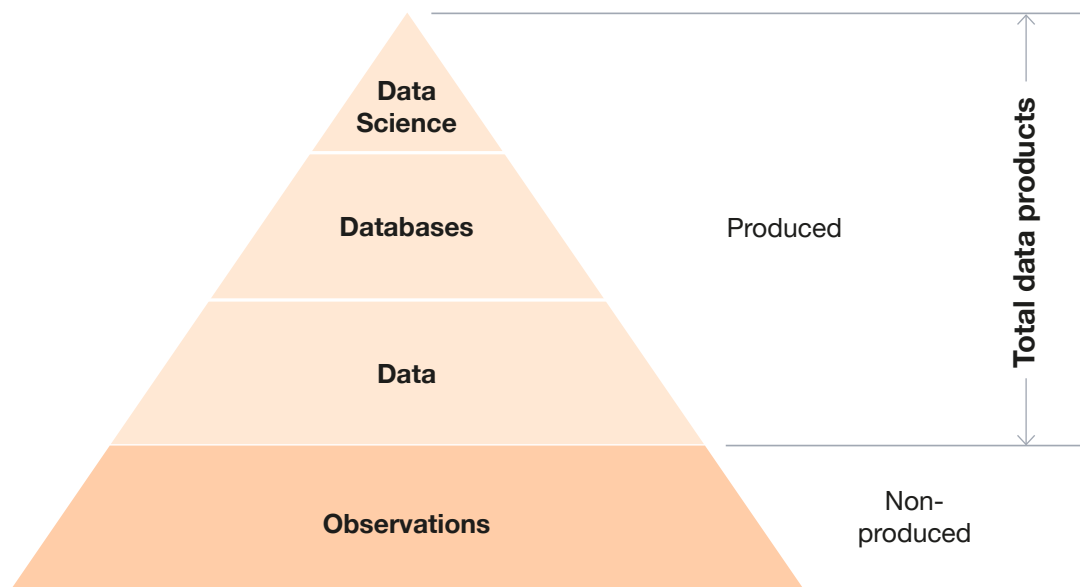 Data
Science
Databases
Produced
Total data products
Data
Non-
produced
Observations